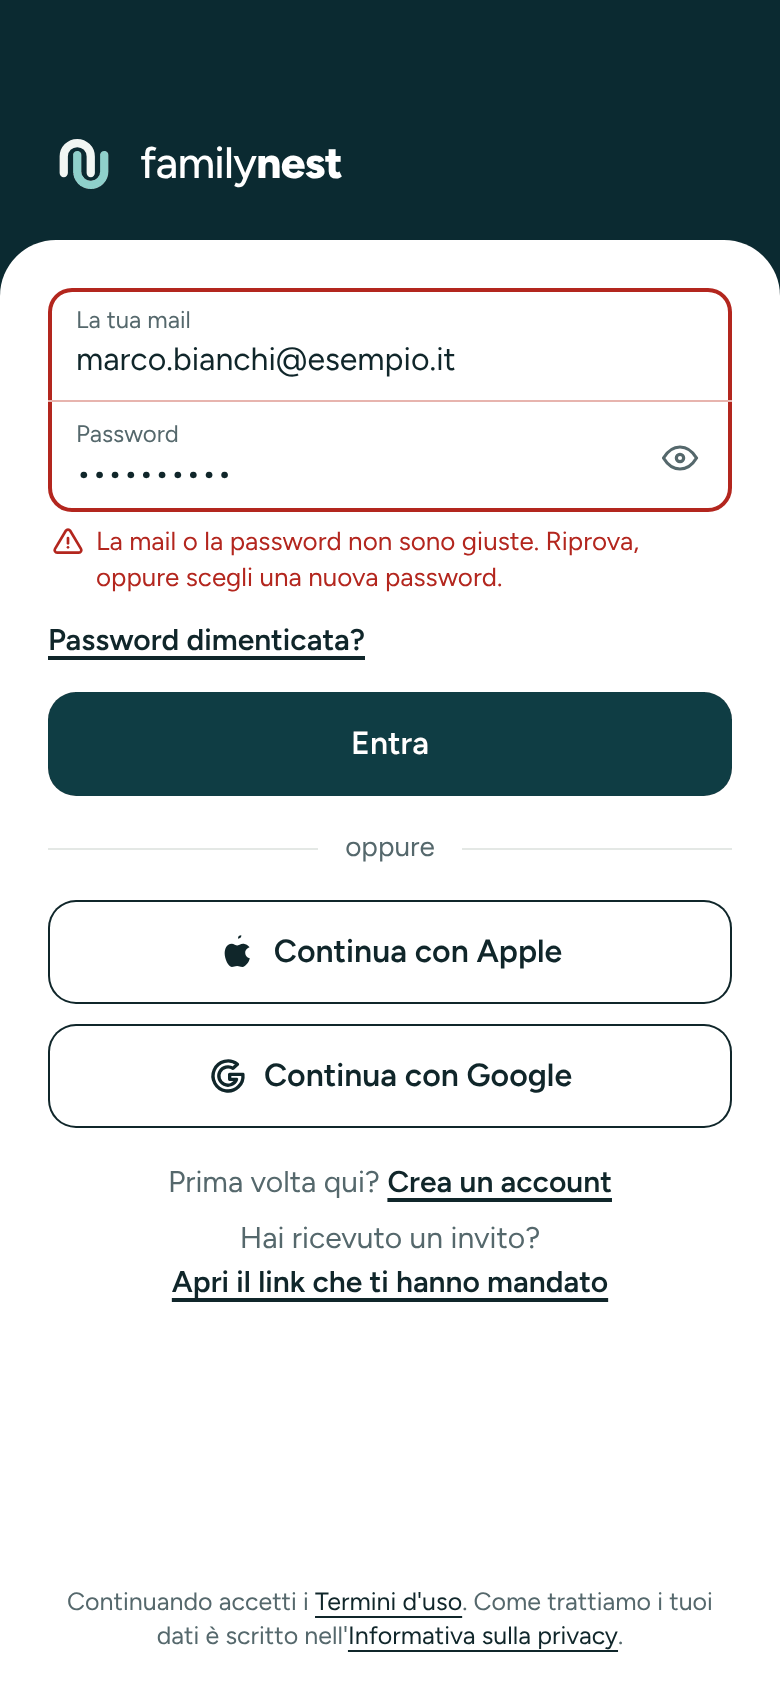 familynest
La tua mail
marco.bianchi@esempio.it
Password
••••••••••
La mail o la password non sono giuste. Riprova,
oppure scegli una nuova password.
Password dimenticata?
Entra
oppure
Continua con Apple
Continua con Google
Prima volta qui? Crea un account
Hai ricevuto un invito?
Apri il link che ti hanno mandato
Continuando accetti i Termini d'uso. Come trattiamo i tuoi
dati è scritto nell'Informativa sulla privacy.